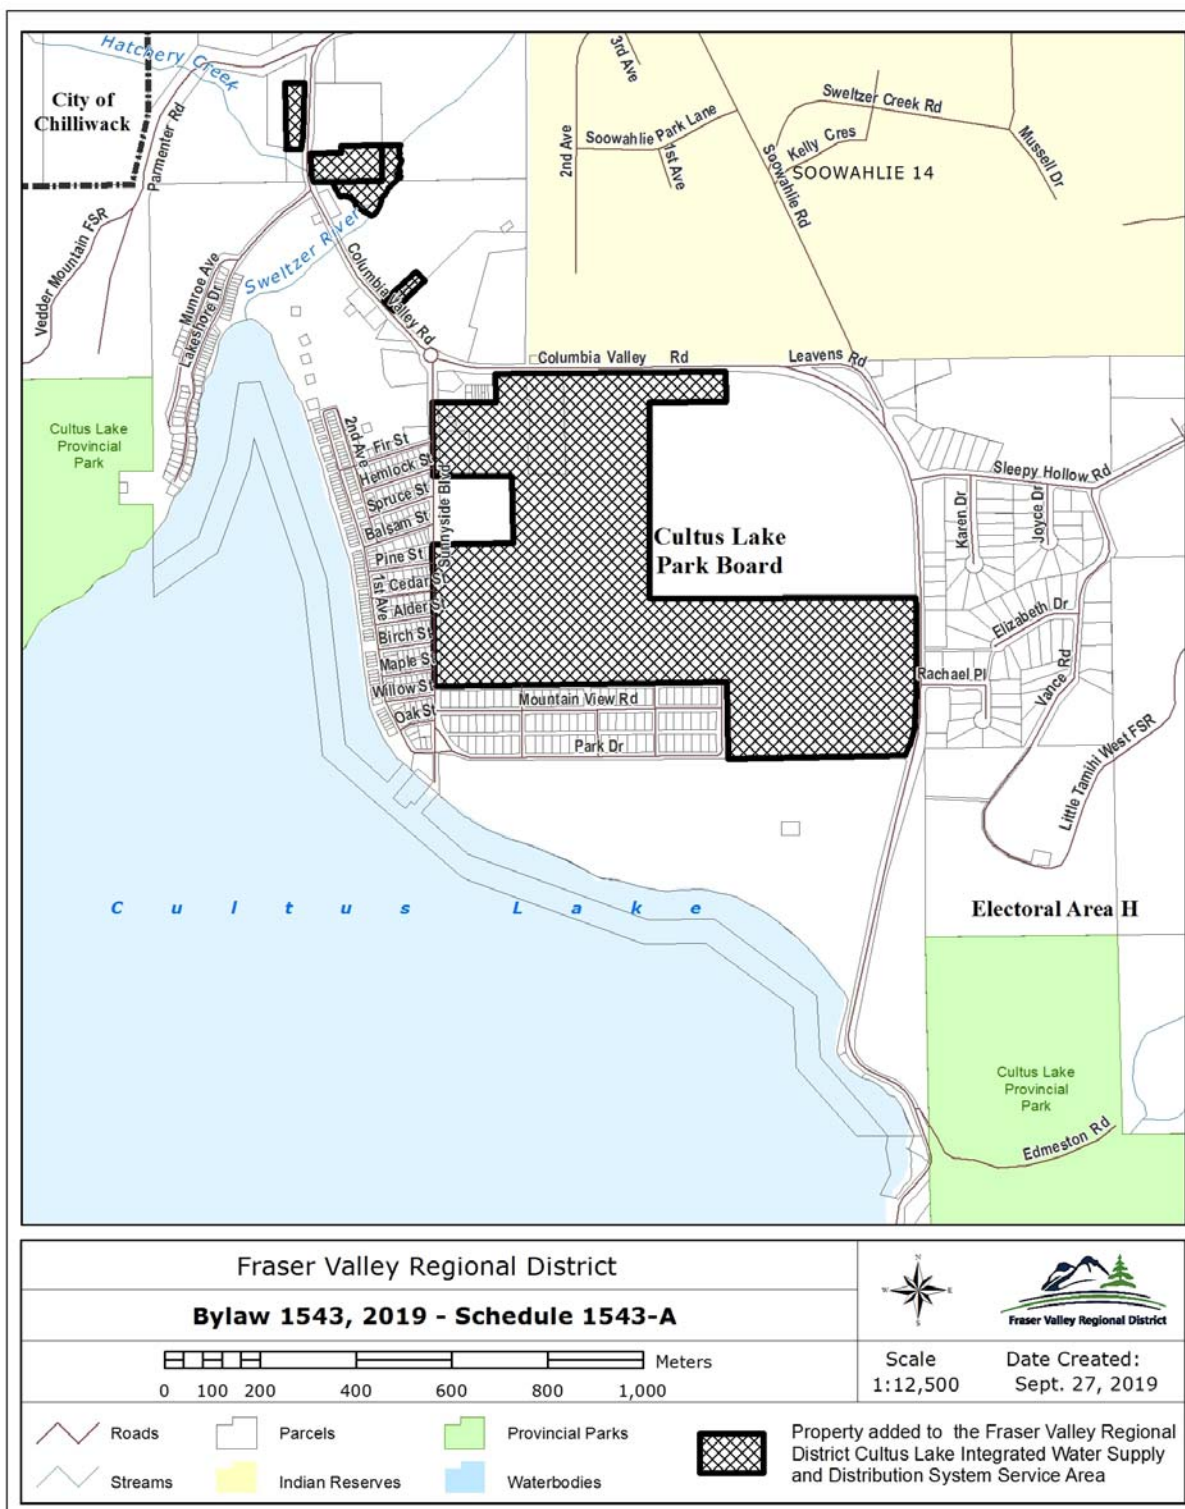 Hatchery Creek
City of
Chilliwack
Parmenter Rd
Vedder Mountain FSR
Munroe Ave
Lakeshore Dr
Sweltzer River
Columbia Valley Rd
3rd Ave
2nd Ave
Soowahlie Park Lane
1st Ave
Soowahlie Rd
Sweltzer Creek Rd
Kelly Cres
Mussell Dr
SOOWAHLIE 14
Columbia Valley Rd
Leavens Rd
Cultus Lake
Provincial
Park
2nd Ave
Fir St
Hemlock St
Spruce St
Balsam St
Pine St
Cedar St
Alder St
Birch St
Maple St
Willow St
Oak St
1st Ave
Sunnyside Blvd
Cultus Lake
Park Board
Mountain View Rd
Park Dr
Sleepy Hollow Rd
Karen Dr
Joyce Dr
Elizabeth Dr
Rachael Pl
Vance Rd
Little Tamihi West FSR
Cultus Lake
Electoral Area H
Cultus Lake
Provincial
Park
Edmeston Rd
Fraser Valley Regional District
Bylaw 1543, 2019 - Schedule 1543-A
Meters
0 100 200 400 600 800 1,000
N
W E
S
Fraser Valley Regional District
Scale
1:12,500
Date Created:
Sept. 27, 2019
Roads
Parcels
Provincial Parks
Streams
Indian Reserves
Waterbodies
Property added to the Fraser Valley Regional
District Cultus Lake Integrated Water Supply
and Distribution System Service Area